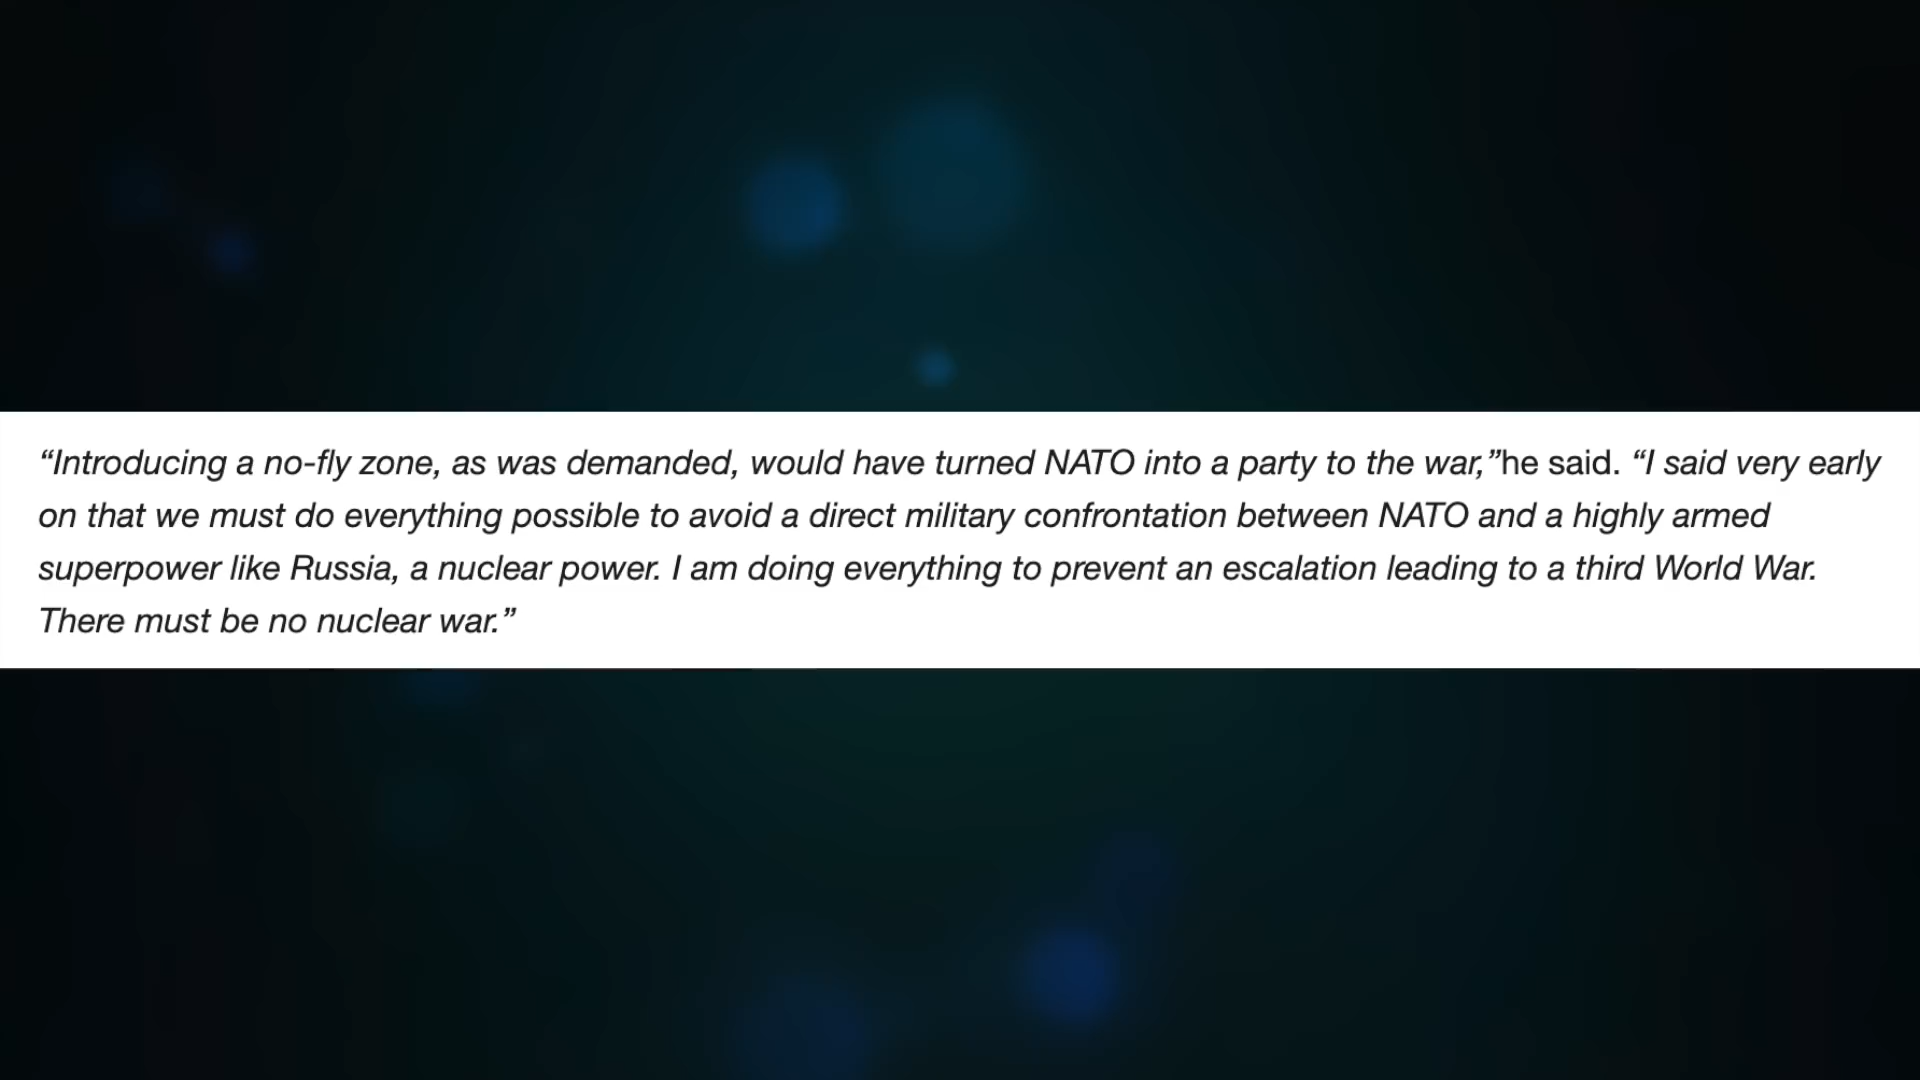 “Introducing a no-fly zone, as was demanded, would have turned NATO into a party to the war,”he said. “I said very early
on that we must do everything possible to avoid a direct military confrontation between NATO and a highly armed
superpower like Russia, a nuclear power. I am doing everything to prevent an escalation leading to a third World War.
There must be no nuclear war.”